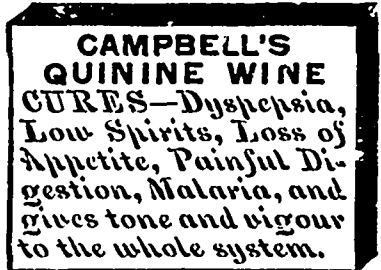 CAMPBELL'S
QUININE WINE
CURES—Dyspepsia,
Low Spirits, Loss of
Appetite, Painful Di-
gestion, Malaria, and
gives tone and vigour
to the whole system.